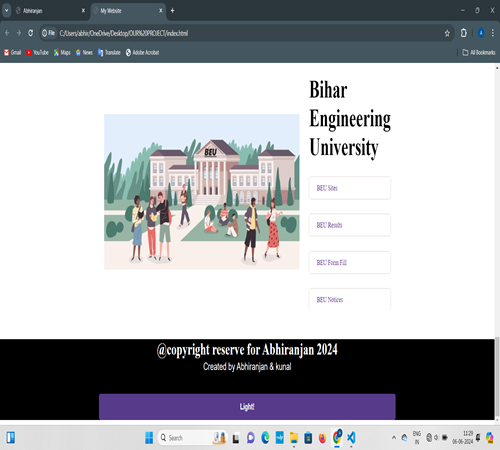 Abhiranjan
My Website
File C:/Users/abhir/OneDrive/Desktop/OUR%20PROJECT/index.html
Gmail YouTube Maps News Translate Adobe Acrobat All Bookmarks
Bihar
Engineering
University
BEU
BEU Sites
BEU Results
BEU Form Fill
BEU Notices
@copyright reserve for Abhiranjan 2024
Created by Abhiranjan & kunal
Light!
Search
ENG
IN
11:29
06-06-2024